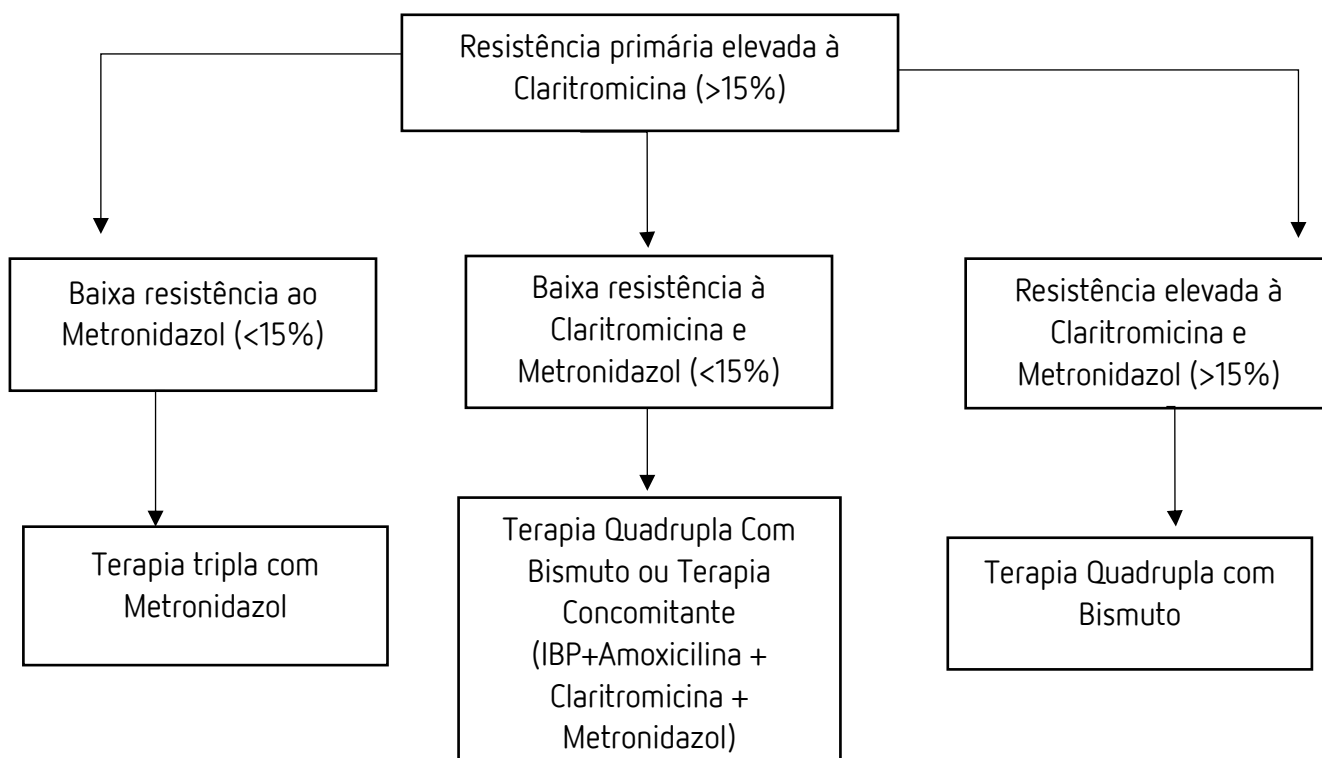 Resistência primária elevada à
Claritromicina (>15%)
Baixa resistência ao
Metronidazol (<15%)
Baixa resistência à
Claritromicina e
Metronidazol (<15%)
Resistência elevada à
Claritromicina e
Metronidazol (>15%)
Terapia tripla com
Metronidazol
Terapia Quadrupla Com
Bismuto ou Terapia
Concomitante
(IBP+Amoxicilina +
Claritromicina +
Metronidazol)
Terapia Quadrupla com
Bismuto